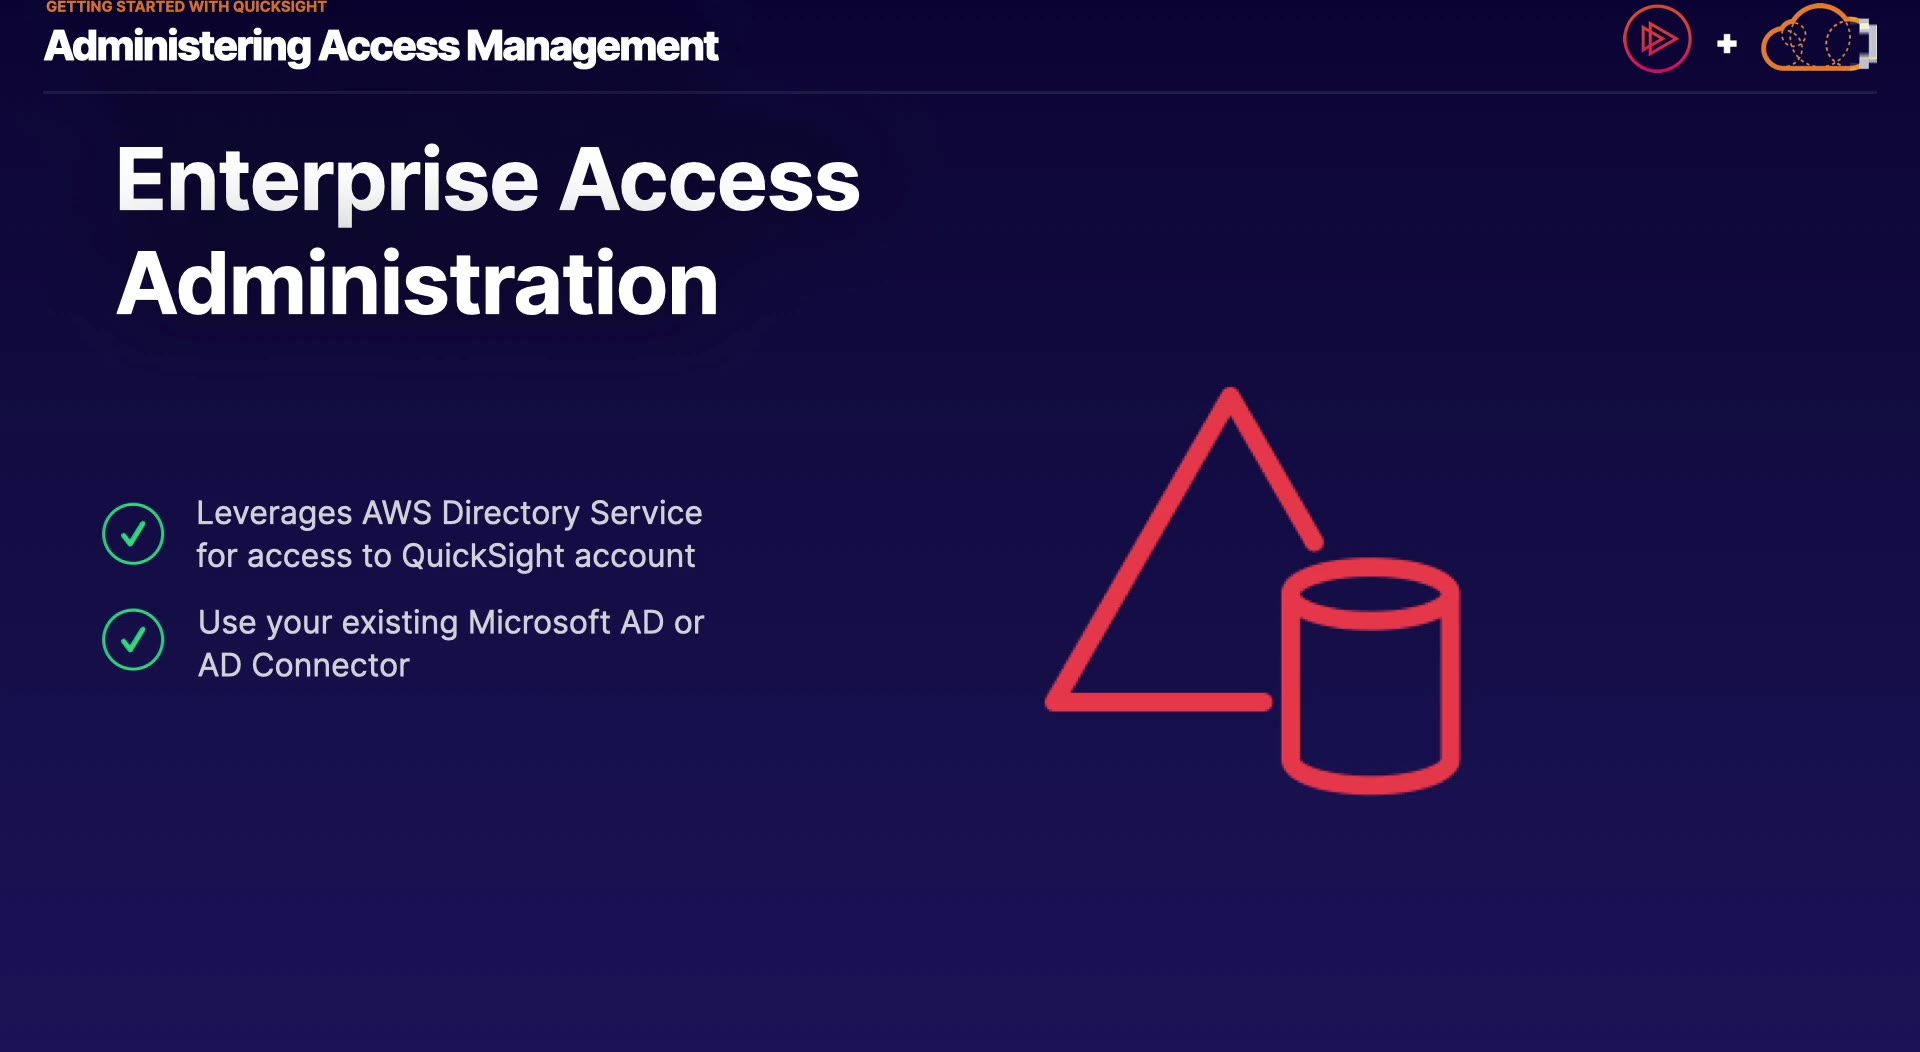 GETTING STARTED WITH QUICKSIGHT
Administering Access Management
Enterprise Access
Administration
Leverages AWS Directory Service
for access to QuickSight account
Use your existing Microsoft AD or
AD Connector